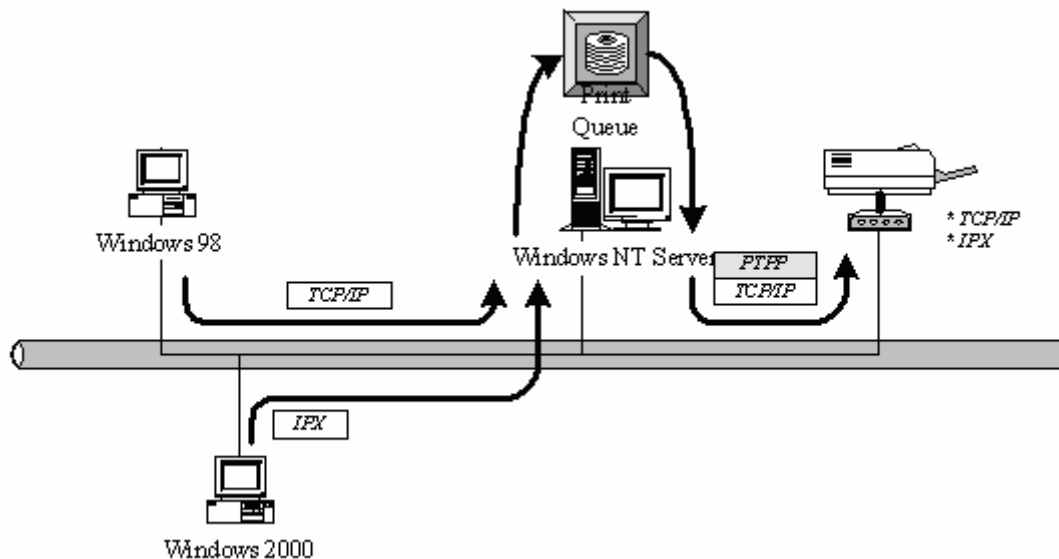 Print
Queue
Windows 98
Windows NT Server
* TCP/IP
* IPX
PTPP
TCP/IP
TCP/IP
IPX
Windows 2000